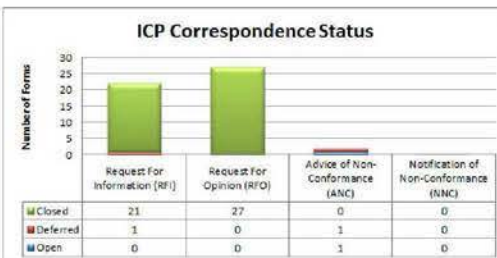 ICP Correspondence Status
Number of Forms
30
25
20
15
10
5
0
Request For Information (RFI) Request For Opinion (RFO) Advice of Non-Conformance (ANC) Notification of Non-Conformance (NNC)
Closed 21 27 0 0
Deferred 1 0 1 0
Open 0 0 1 0